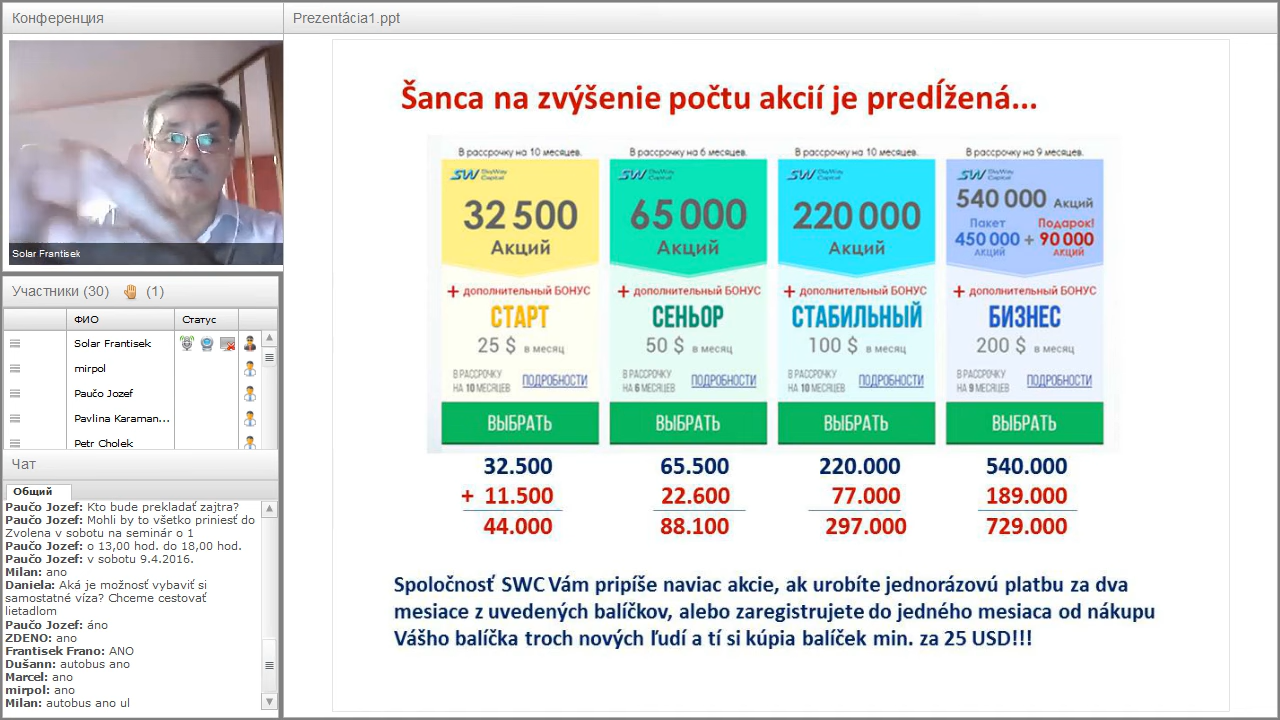 Конференция
Solar Frantisek
Участники (30) (1)
ФИО Статус
Solar Frantisek
mirpol
Paučo Jozef
Pavlina Karaman...
Petr Cholek
Чат
Общий
Paučo Jozef: Kto bude prekladať zajtra?
Paučo Jozef: Mohli by to všetko priniesť do
Zvolena v sobotu na seminár o 1
Paučo Jozef: o 13,00 hod. do 18,00 hod.
Paučo Jozef: v sobotu 9.4.2016.
Milan: ano
Daniela: Aká je možnosť vybaviť si
samostatné víza? Chceme cestovať
lietadlom
Paučo Jozef: áno
ZDENO: ano
Frantisek Frano: ANO
Dušann: autobus ano
Marcel: ano
mirpol: ano
Milan: autobus ano ul
Prezentácia1.ppt
Šanca na zvýšenie počtu akcií je predĺžená...
В рассрочку на 10 месяцев.
SW SkyWay
Capital
32 500
Акций
+ дополнительный БОНУС
СТАРТ
25 $ в месяц
В РАССРОЧКУ
НА 10 МЕСЯЦЕВ
ПОДРОБНОСТИ
ВЫБРАТЬ
В рассрочку на 6 месяцев.
SW SkyWay
Capital
65 000
Акций
+ дополнительный БОНУС
СЕНЬОР
50 $ в месяц
В РАССРОЧКУ
НА 6 МЕСЯЦЕВ
ПОДРОБНОСТИ
ВЫБРАТЬ
В рассрочку на 10 месяцев.
SW SkyWay
Capital
220 000
Акций
+ дополнительный БОНУС
СТАБИЛЬНЫЙ
100 $ в месяц
В РАССРОЧКУ
НА 10 МЕСЯЦЕВ
ПОДРОБНОСТИ
ВЫБРАТЬ
В рассрочку на 9 месяцев.
SW SkyWay
Capital
540 000 Акций
Пакет Подарок!
450 000 + 90 000
АКЦИЙ АКЦИЙ
+ дополнительный БОНУС
БИЗНЕС
200 $ в месяц
В РАССРОЧКУ
НА 9 МЕСЯЦЕВ
ПОДРОБНОСТИ
ВЫБРАТЬ
32.500 65.500 220.000 540.000
+ 11.500 22.600 77.000 189.000
44.000 88.100 297.000 729.000
Spoločnosť SWC Vám pripíše naviac akcie, ak urobíte jednorázovú platbu za dva
mesiace z uvedených balíčkov, alebo zaregistrujete do jedného mesiaca od nákupu
Vášho balíčka troch nových ľudí a tí si kúpia balíček min. za 25 USD!!!